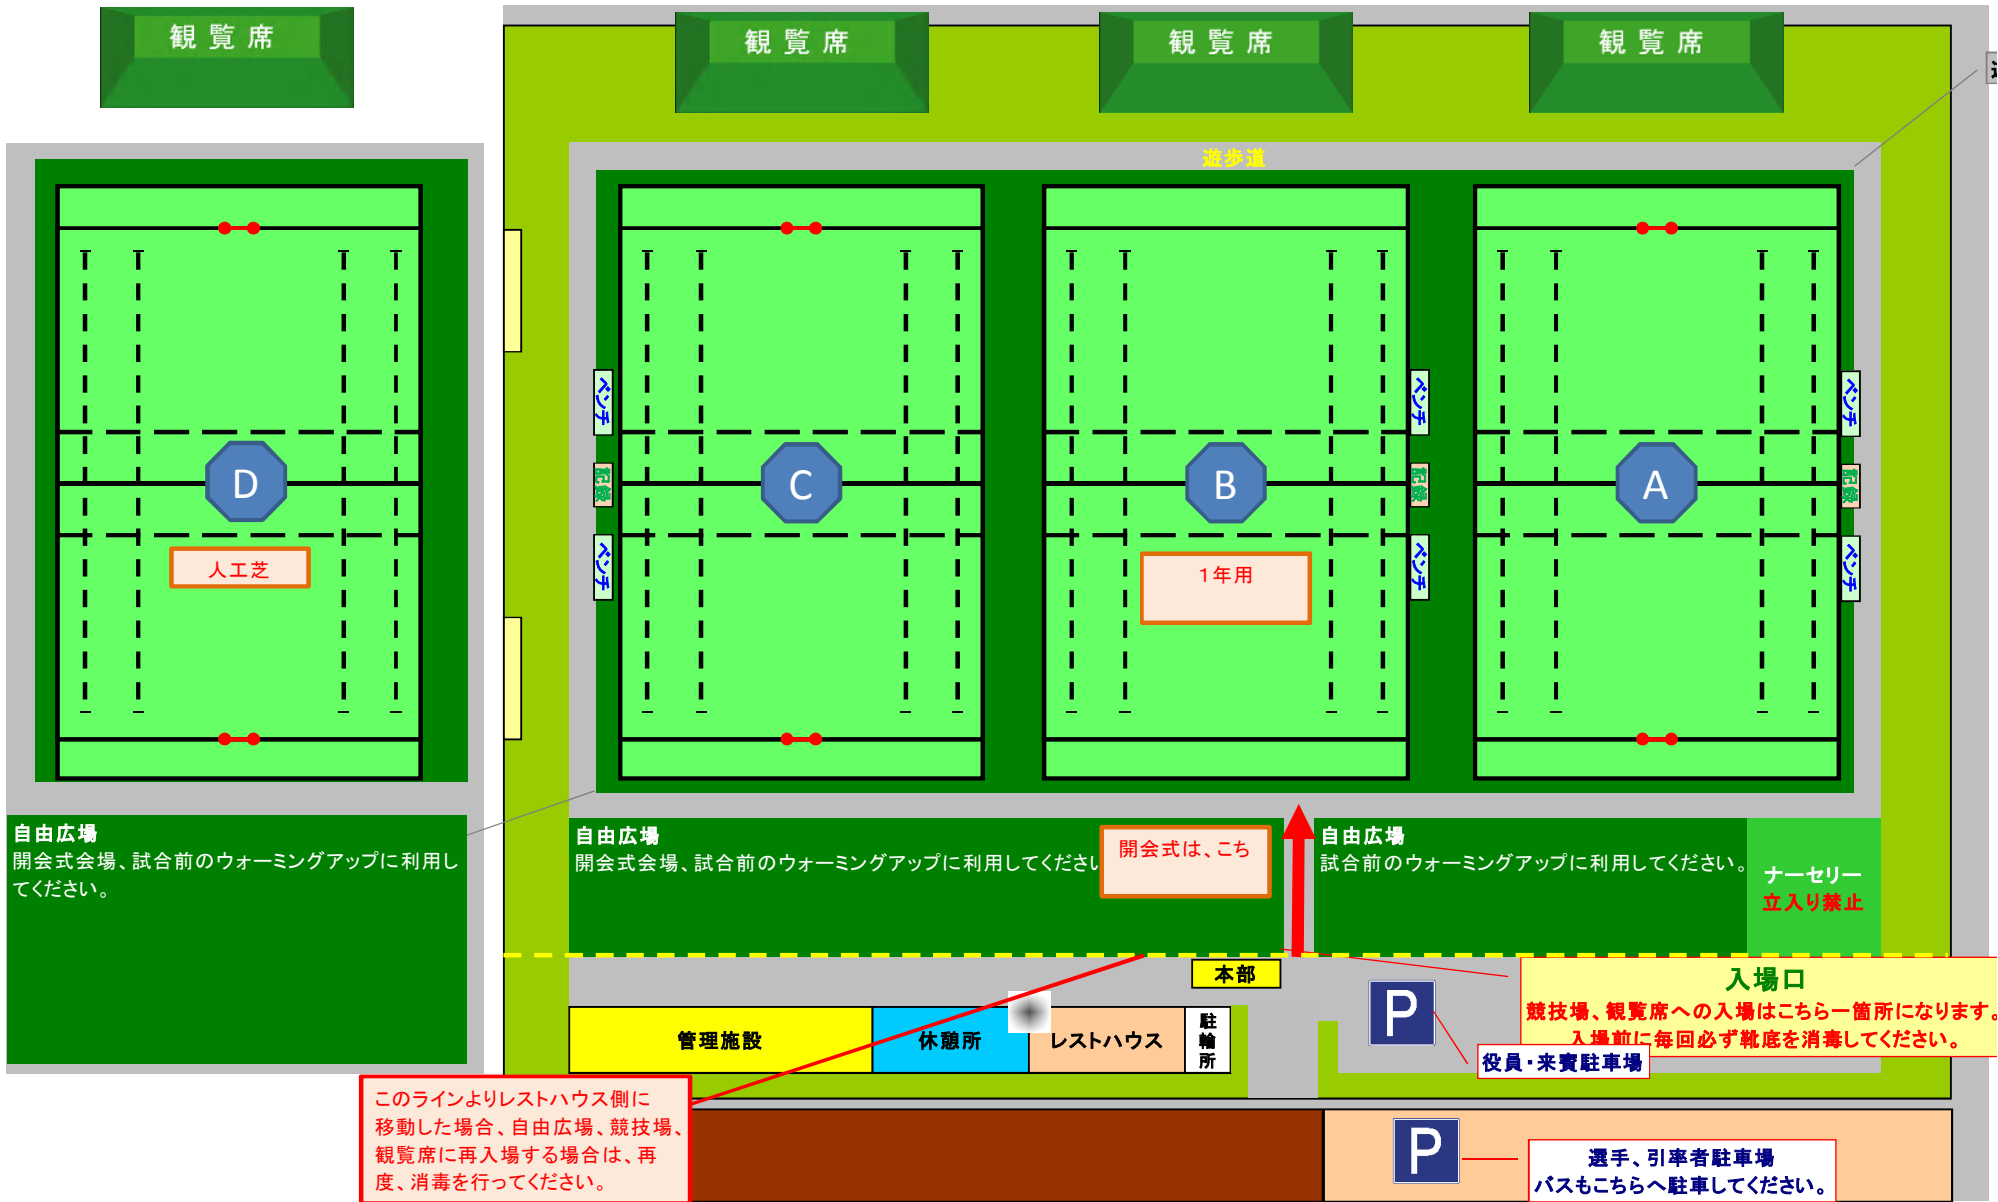 観覧席
観覧席
観覧席
観覧席
遊歩道
ベンチ
ベンチ
ベンチ
D
C
記録
B
記録
A
記録
人工芝
1年用
ベンチ
ベンチ
ベンチ
自由広場
開会式会場、試合前のウォーミングアップに利用し
てください。
自由広場
開会式会場、試合前のウォーミングアップに利用してください
開会式は、こち
自由広場
試合前のウォーミングアップに利用してください。
ナーセリー
立入り禁止
本部
入場口
競技場、観覧席への入場はこちら一箇所になります。
入場前に毎回必ず靴底を消毒してください。
P
役員・来賓駐車場
管理施設
休憩所
レストハウス
駐輪所
このラインよりレストハウス側に
移動した場合、自由広場、競技場、
観覧席に再入場する場合は、再
度、消毒を行ってください。
P
選手、引率者駐車場
バスもこちらへ駐車してください。